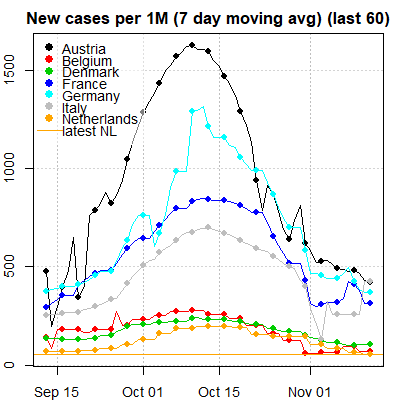 New cases per 1M (7 day moving avg) (last 60)
Austria
Belgium
Denmark
France
Germany
Italy
Netherlands
latest NL
1500
1000
500
0
Sep 15
Oct 01
Oct 15
Nov 01